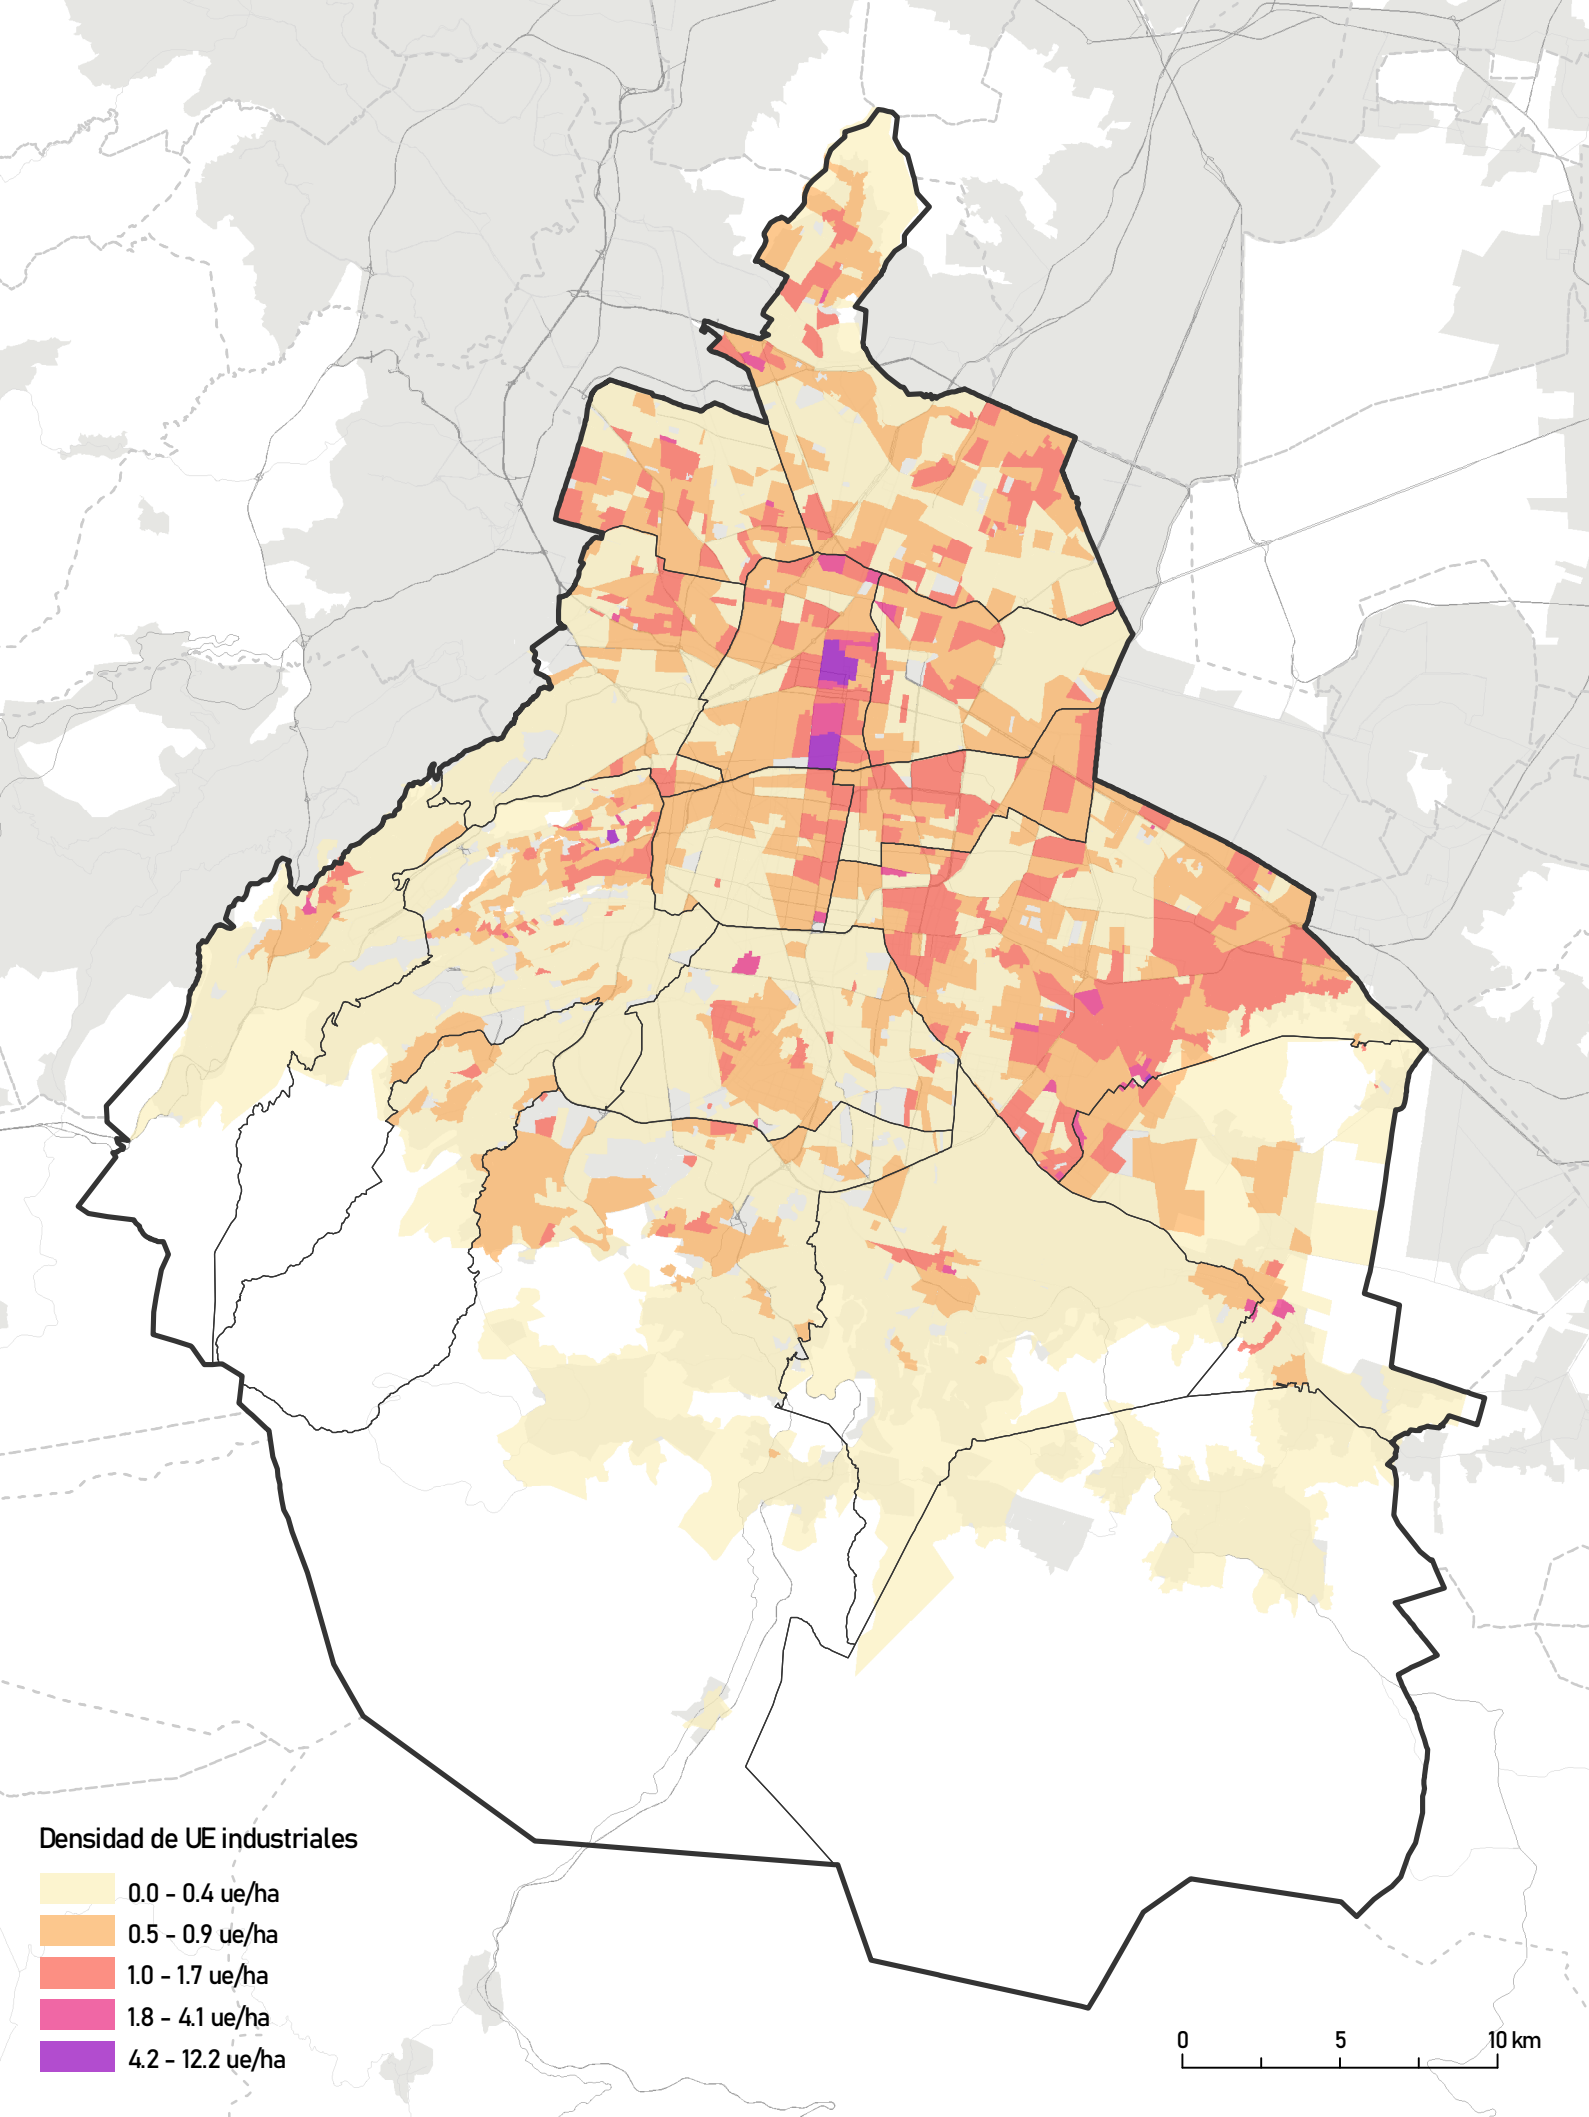 Densidad de UE industriales
0.0 - 0.4 ue/ha
0.5 - 0.9 ue/ha
1.0 - 1.7 ue/ha
1.8 - 4.1 ue/ha
4.2 - 12.2 ue/ha
0 5 10 km